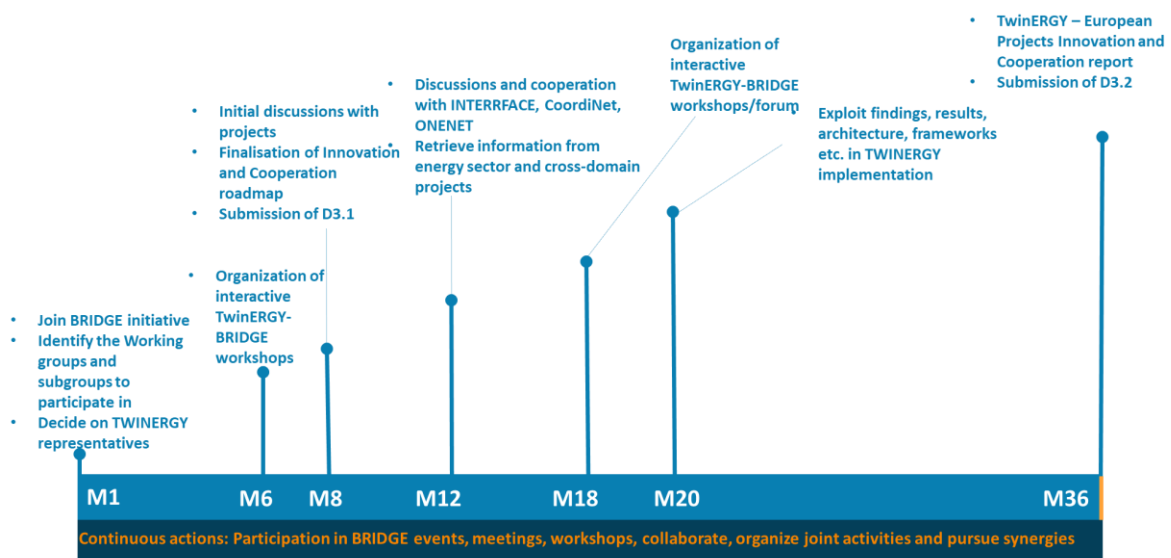 • Join BRIDGE initiative
• Identify the Working
groups and
subgroups to
participate in
• Decide on TWINERGY
representatives
• Organization of
interactive
TwinERGY-
BRIDGE
workshops
• Initial discussions with
projects
• Finalisation of Innovation
and Cooperation
roadmap
• Submission of D3.1
• Discussions and cooperation
with INTERRFACE, CoordiNet,
ONENET
• Retrieve information from
energy sector and cross-domain
projects
Organization of
interactive
TwinERGY-BRIDGE
workshops/forum
• Exploit findings, results,
architecture, frameworks
etc. in TWINERGY
implementation
• TwinERGY – European
Projects Innovation and
Cooperation report
• Submission of D3.2
M1 M6 M8 M12 M18 M20 M36
Continuous actions: Participation in BRIDGE events, meetings, workshops, collaborate, organize joint activities and pursue synergies